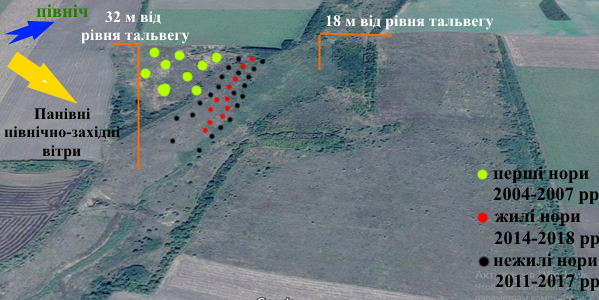 північ
32 м від
рівня тальвегу
18 м від рівня тальвегу
Панівні
північно-західні
вітри
перші нори
2004-2007 рр
жилі нори
2014-2018 рр
нежилі нори
2011-2017 рр